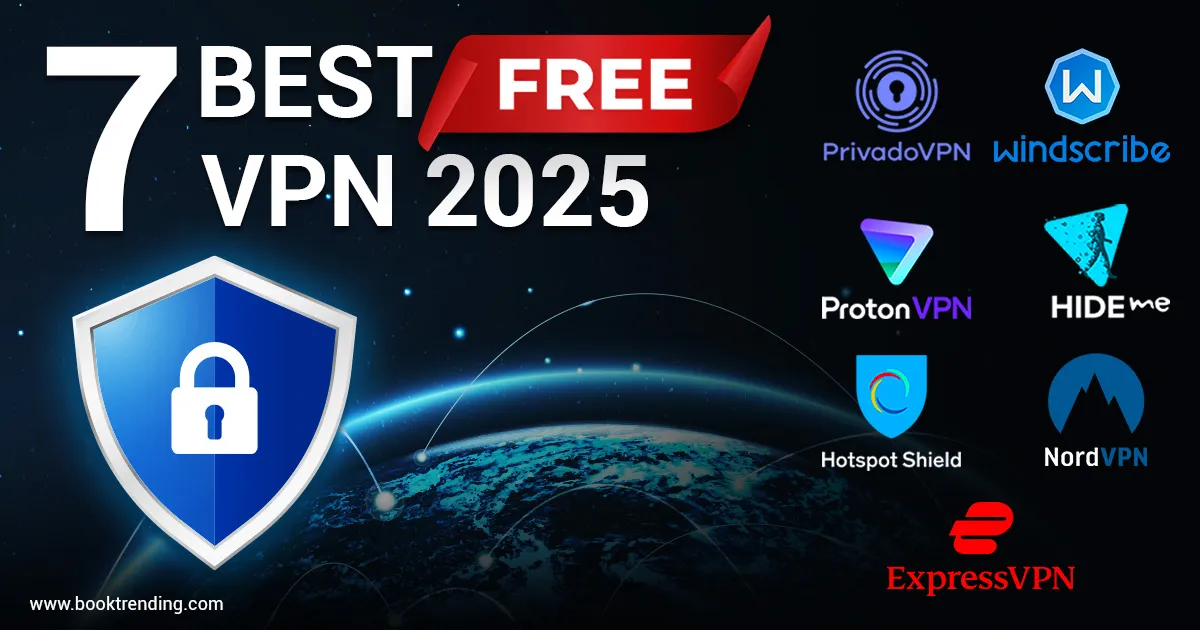 7 BEST FREE
VPN 2025
PrivadoVPN
Windscribe
ProtonVPN
HIDE me
Hotspot Shield
NordVPN
ExpressVPN
www.booktrending.com